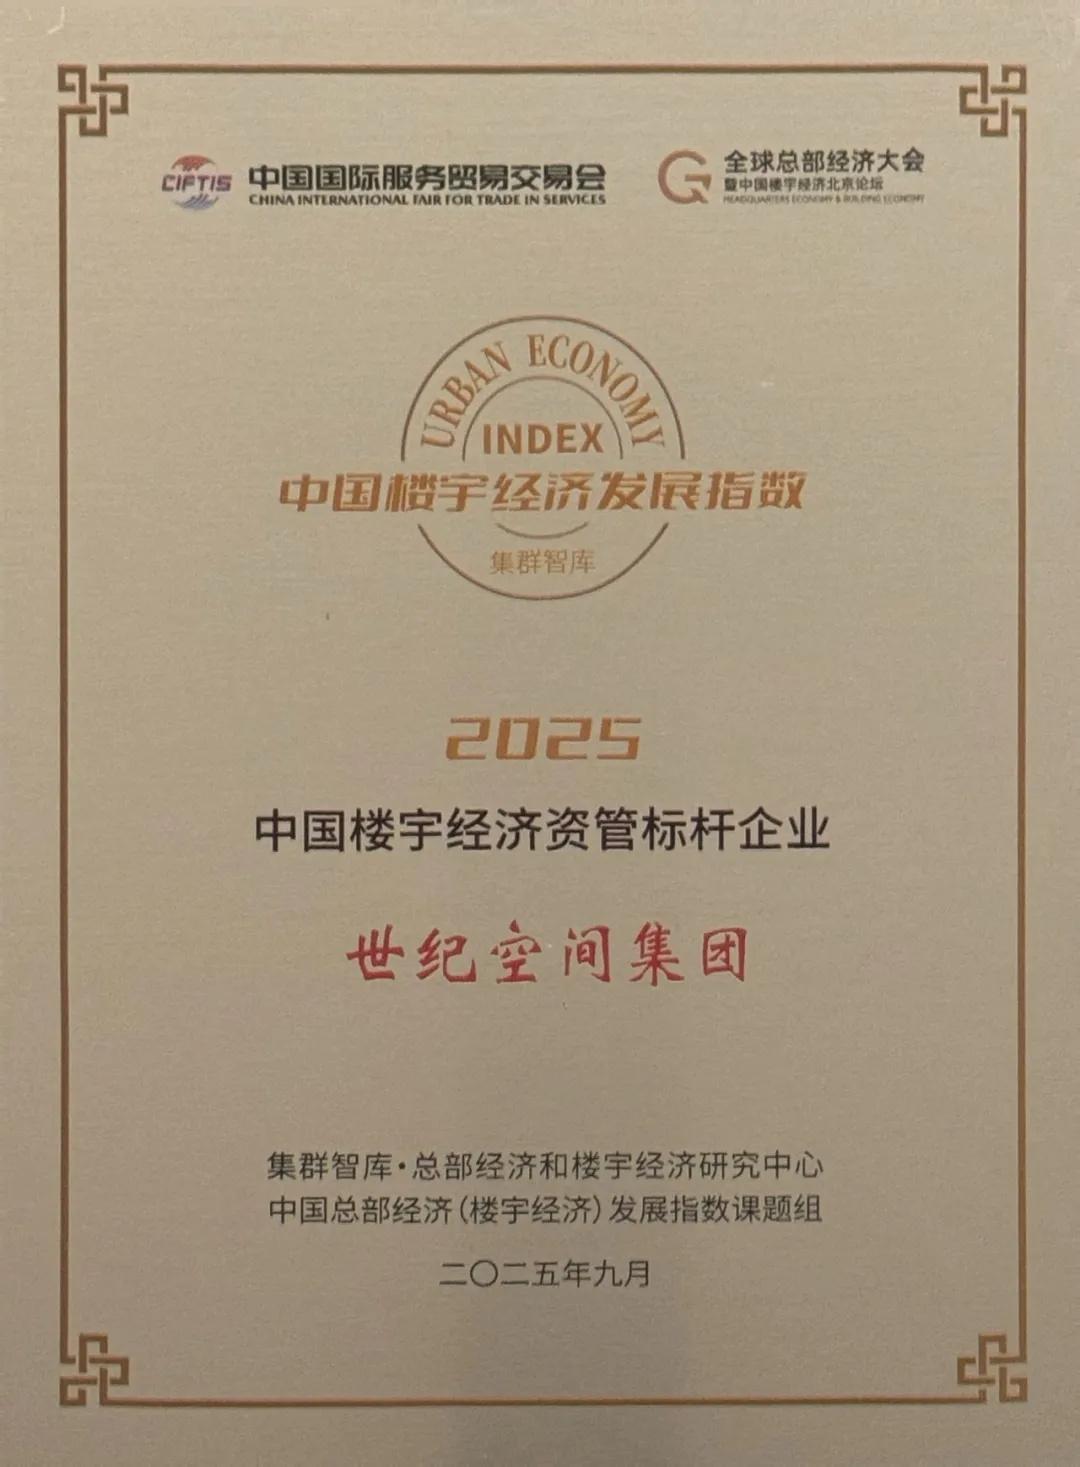 CIFTIS
中国国际服务贸易交易会
CHINA INTERNATIONAL FAIR FOR TRADE IN SERVICES
全球总部经济大会
暨中国楼宇经济北京论坛
HEADQUARTERS ECONOMY & BUILDING ECONOMY
URBAN ECONOMY
INDEX
中国楼宇经济发展指数
集群智库
2025
中国楼宇经济资管标杆企业
世纪空间集团
集群智库·总部经济和楼宇经济研究中心
中国总部经济(楼宇经济)发展指数课题组
二〇二五年九月